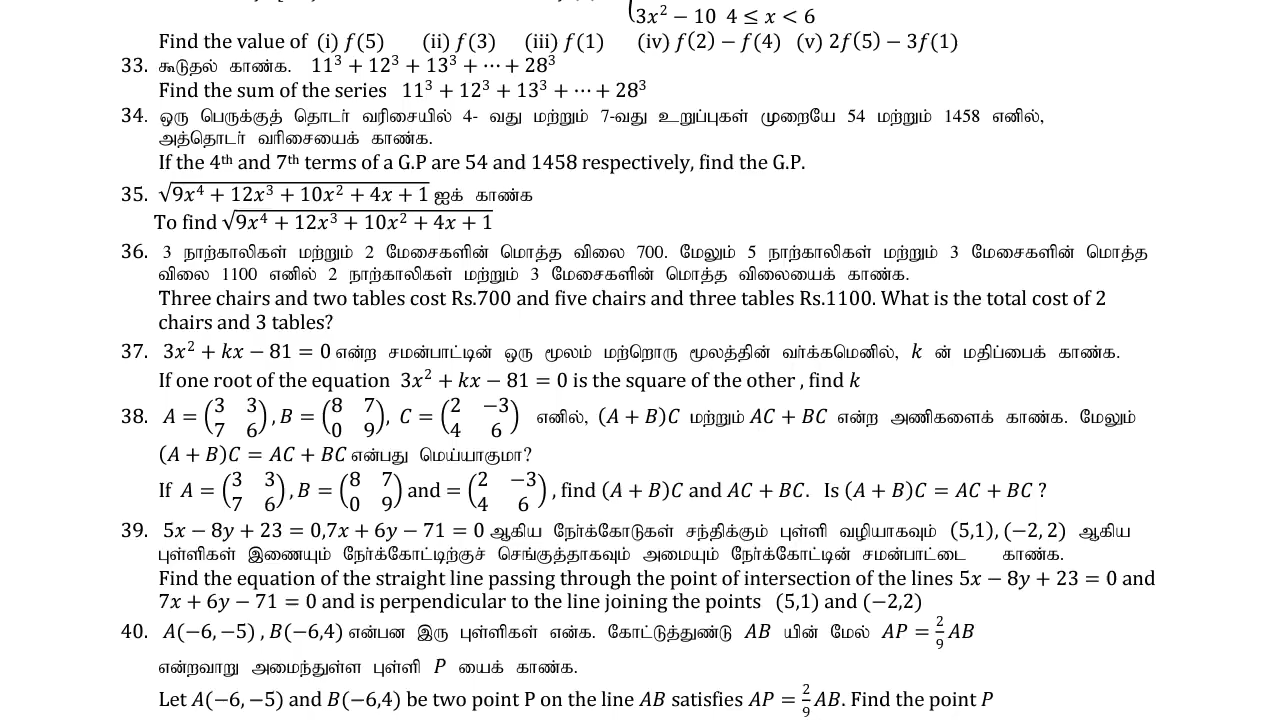 3x² − 10  4 ≤ x < 6
Find the value of (i) f(5) (ii) f(3) (iii) f(1) (iv) f(2) − f(4) (v) 2f(5) − 3f(1)
33. கூடுதல் காண்க. 11³ + 12³ + 13³ + ⋯ + 28³
Find the sum of the series 11³ + 12³ + 13³ + ⋯ + 28³
34. ஒரு பெருக்குத் தொடர் வரிசையில் 4- வது மற்றும் 7-வது உறுப்புகள் முறையே 54 மற்றும் 1458 எனில்,
அத்தொடர் வரிசையைக் காண்க.
If the 4th and 7th terms of a G.P are 54 and 1458 respectively, find the G.P.
35. √(9x⁴ + 12x³ + 10x² + 4x + 1) ஐக் காண்க
To find √(9x⁴ + 12x³ + 10x² + 4x + 1)
36. 3 நாற்காலிகள் மற்றும் 2 மேசைகளின் மொத்த விலை 700. மேலும் 5 நாற்காலிகள் மற்றும் 3 மேசைகளின் மொத்த
விலை 1100 எனில் 2 நாற்காலிகள் மற்றும் 3 மேசைகளின் மொத்த விலையைக் காண்க.
Three chairs and two tables cost Rs.700 and five chairs and three tables Rs.1100. What is the total cost of 2
chairs and 3 tables?
37. 3x² + kx − 81 = 0 என்ற சமன்பாட்டின் ஒரு மூலம் மற்றொரு மூலத்தின் வர்க்கமெனில், k ன் மதிப்பைக் காண்க.
If one root of the equation 3x² + kx − 81 = 0 is the square of the other , find k
38. A = (3 3; 7 6), B = (8 7; 0 9), C = (2 −3; 4 6) எனில், (A + B)C மற்றும் AC + BC என்ற அணிகளைக் காண்க. மேலும்
(A + B)C = AC + BC என்பது மெய்யாகுமா?
If A = (3 3; 7 6), B = (8 7; 0 9) and = (2 −3; 4 6), find (A + B)C and AC + BC. Is (A + B)C = AC + BC ?
39. 5x − 8y + 23 = 0,7x + 6y − 71 = 0 ஆகிய நேர்க்கோடுகள் சந்திக்கும் புள்ளி வழியாகவும் (5,1), (−2, 2) ஆகிய
புள்ளிகள் இணையும் நேர்க்கோட்டிற்குச் செங்குத்தாகவும் அமையும் நேர்க்கோட்டின் சமன்பாட்டை காண்க.
Find the equation of the straight line passing through the point of intersection of the lines 5x − 8y + 23 = 0 and
7x + 6y − 71 = 0 and is perpendicular to the line joining the points (5,1) and (−2,2)
40. A(−6, −5) , B(−6,4) என்பன இரு புள்ளிகள் என்க. கோட்டுத்துண்டு AB யின் மேல் AP = 2/9 AB
என்றவாறு அமைந்துள்ள புள்ளி P யைக் காண்க.
Let A(−6, −5) and B(−6,4) be two point P on the line AB satisfies AP = 2/9 AB. Find the point P